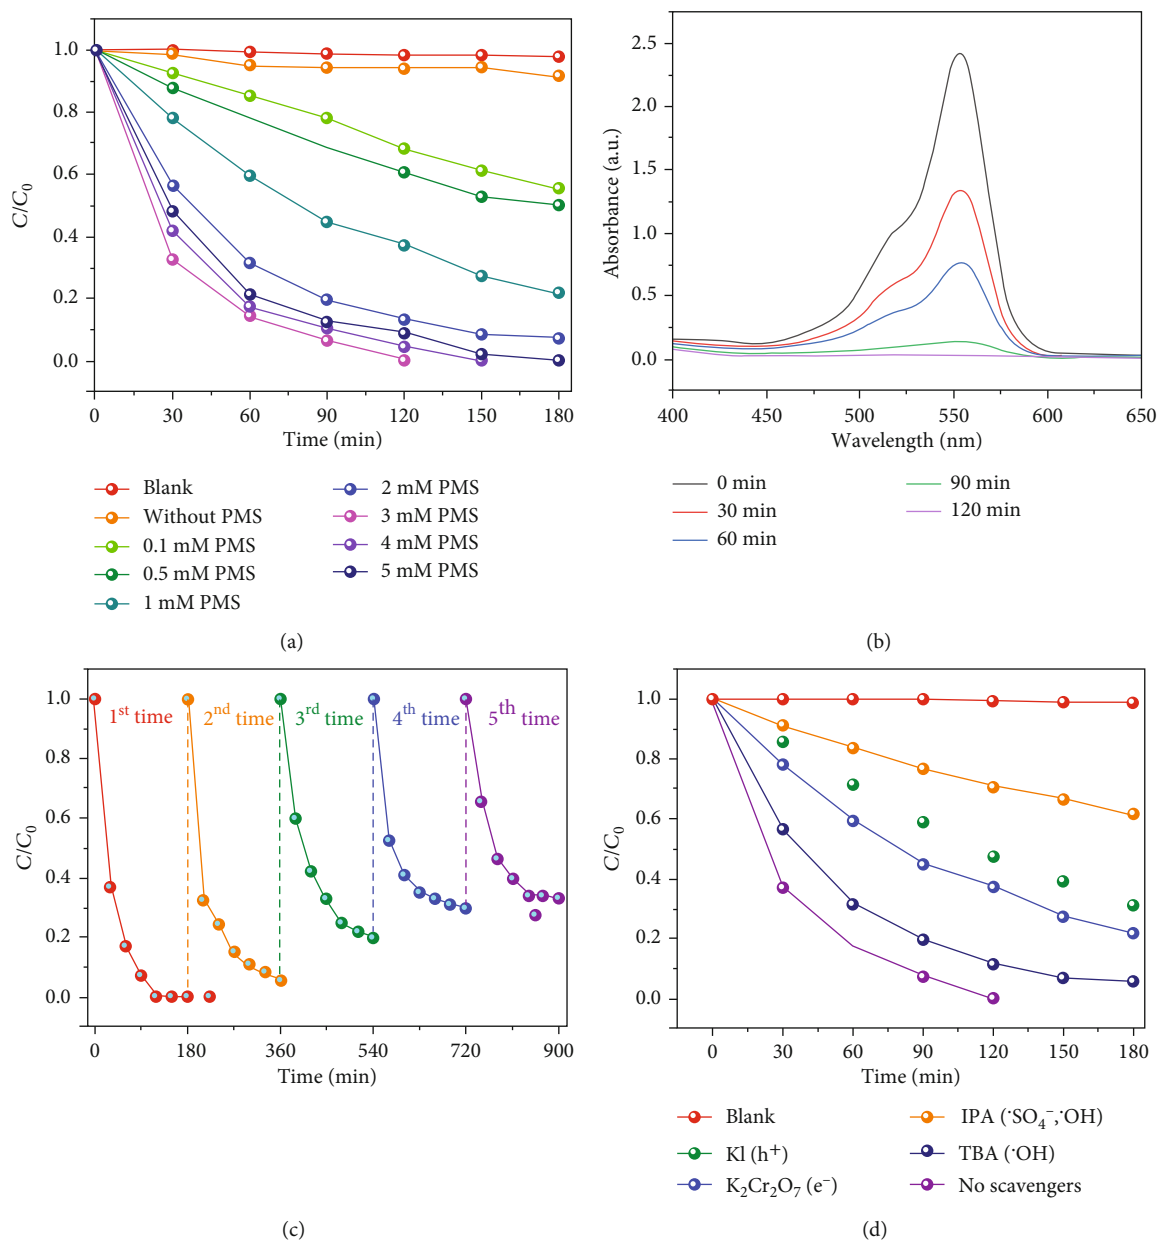 1.0
0.8
0.6
0.4
0.2
0.0
C/C0
0 30 60 90 120 150 180
Time (min)
Blank
Without PMS
0.1 mM PMS
0.5 mM PMS
1 mM PMS
2 mM PMS
3 mM PMS
4 mM PMS
5 mM PMS
(a)
2.5
2.0
1.5
1.0
0.5
0.0
Absorbance (a.u.)
400 450 500 550 600 650
Wavelength (nm)
0 min
30 min
60 min
90 min
120 min
(b)
1.0
0.8
0.6
0.4
0.2
0.0
C/C0
1st time 2nd time 3rd time 4th time 5th time
0 180 360 540 720 900
Time (min)
(c)
1.0
0.8
0.6
0.4
0.2
0.0
C/C0
0 30 60 90 120 150 180
Time (min)
Blank
Kl (h+)
K2Cr2O7 (e−)
IPA (·SO4−,·OH)
TBA (·OH)
No scavengers
(d)